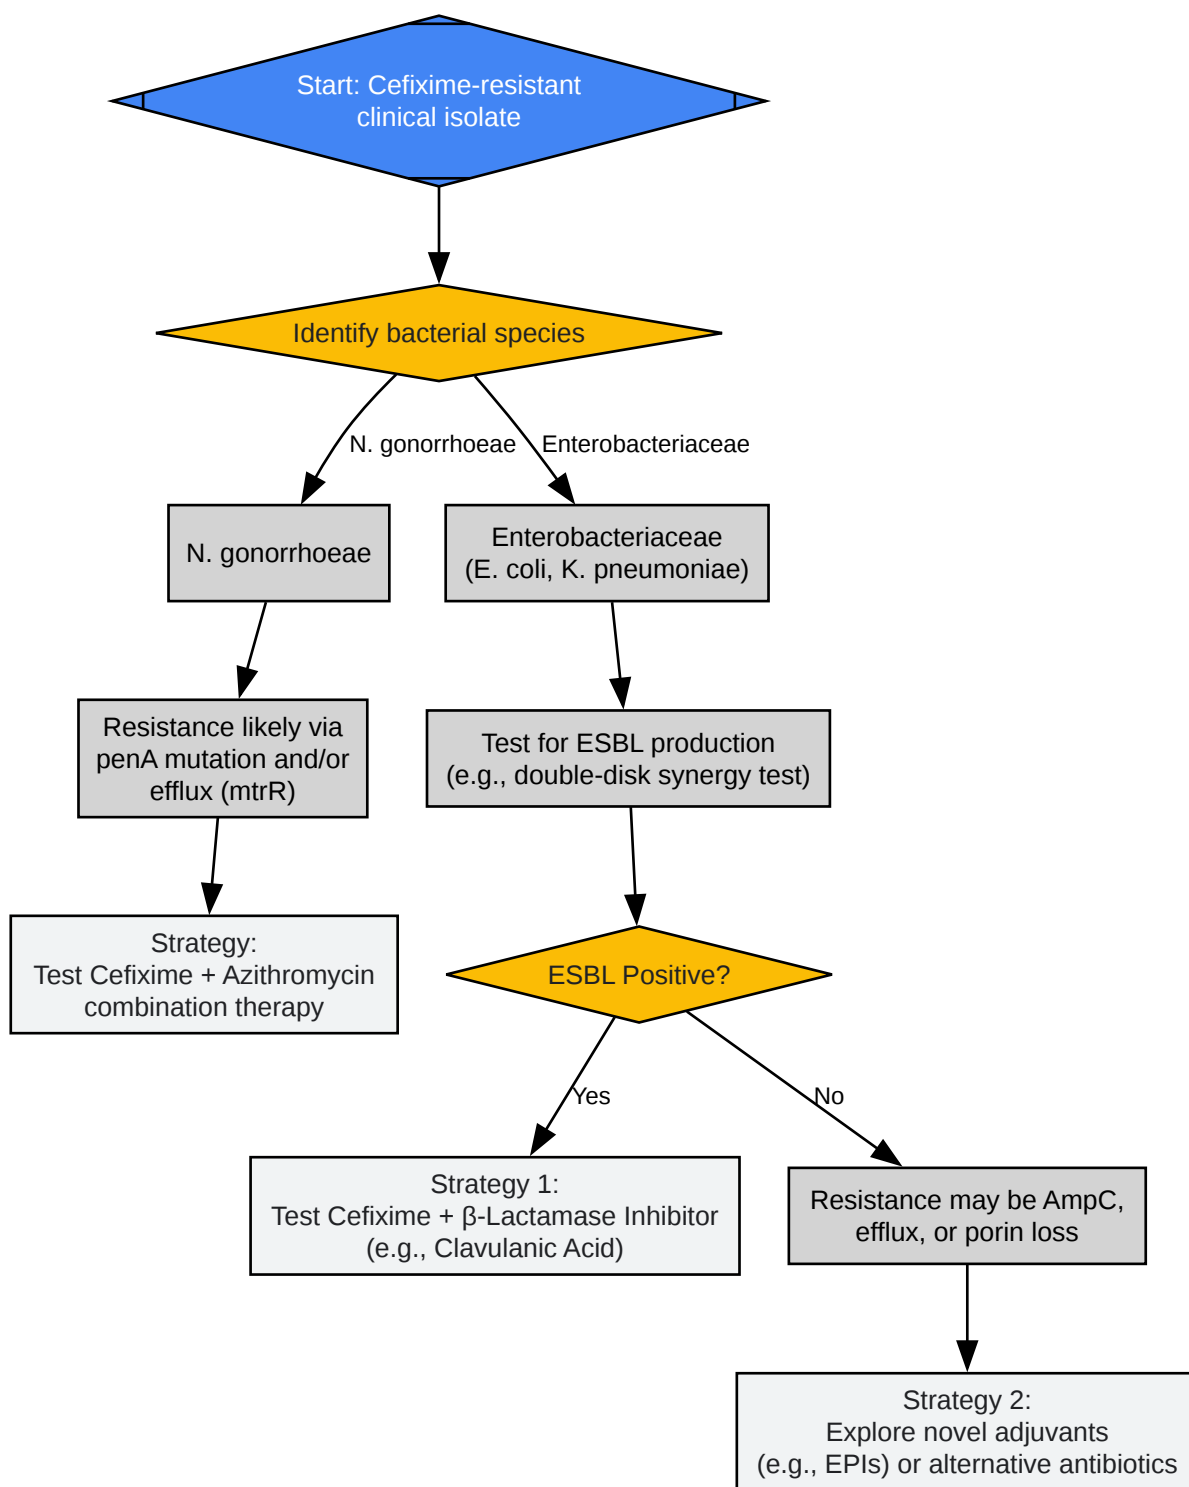 Start: Cefixime-resistant
clinical isolate
Identify bacterial species
N. gonorrhoeae
Enterobacteriaceae
N. gonorrhoeae
Enterobacteriaceae
(E. coli, K. pneumoniae)
Resistance likely via
penA mutation and/or
efflux (mtrR)
Test for ESBL production
(e.g., double-disk synergy test)
Strategy:
Test Cefixime + Azithromycin
combination therapy
ESBL Positive?
Yes
No
Strategy 1:
Test Cefixime + β-Lactamase Inhibitor
(e.g., Clavulanic Acid)
Resistance may be AmpC,
efflux, or porin loss
Strategy 2:
Explore novel adjuvants
(e.g., EPIs) or alternative antibiotics